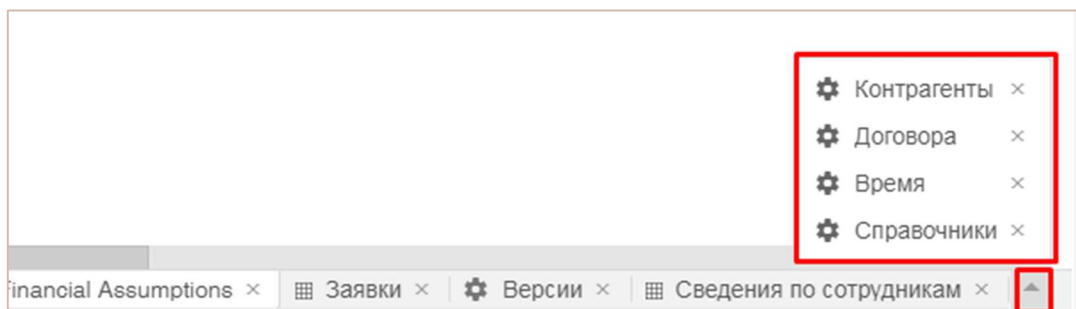 Контрагенты ×
Договора ×
Время ×
Справочники ×
Financial Assumptions × Заявки × Версии × Сведения по сотрудникам ×